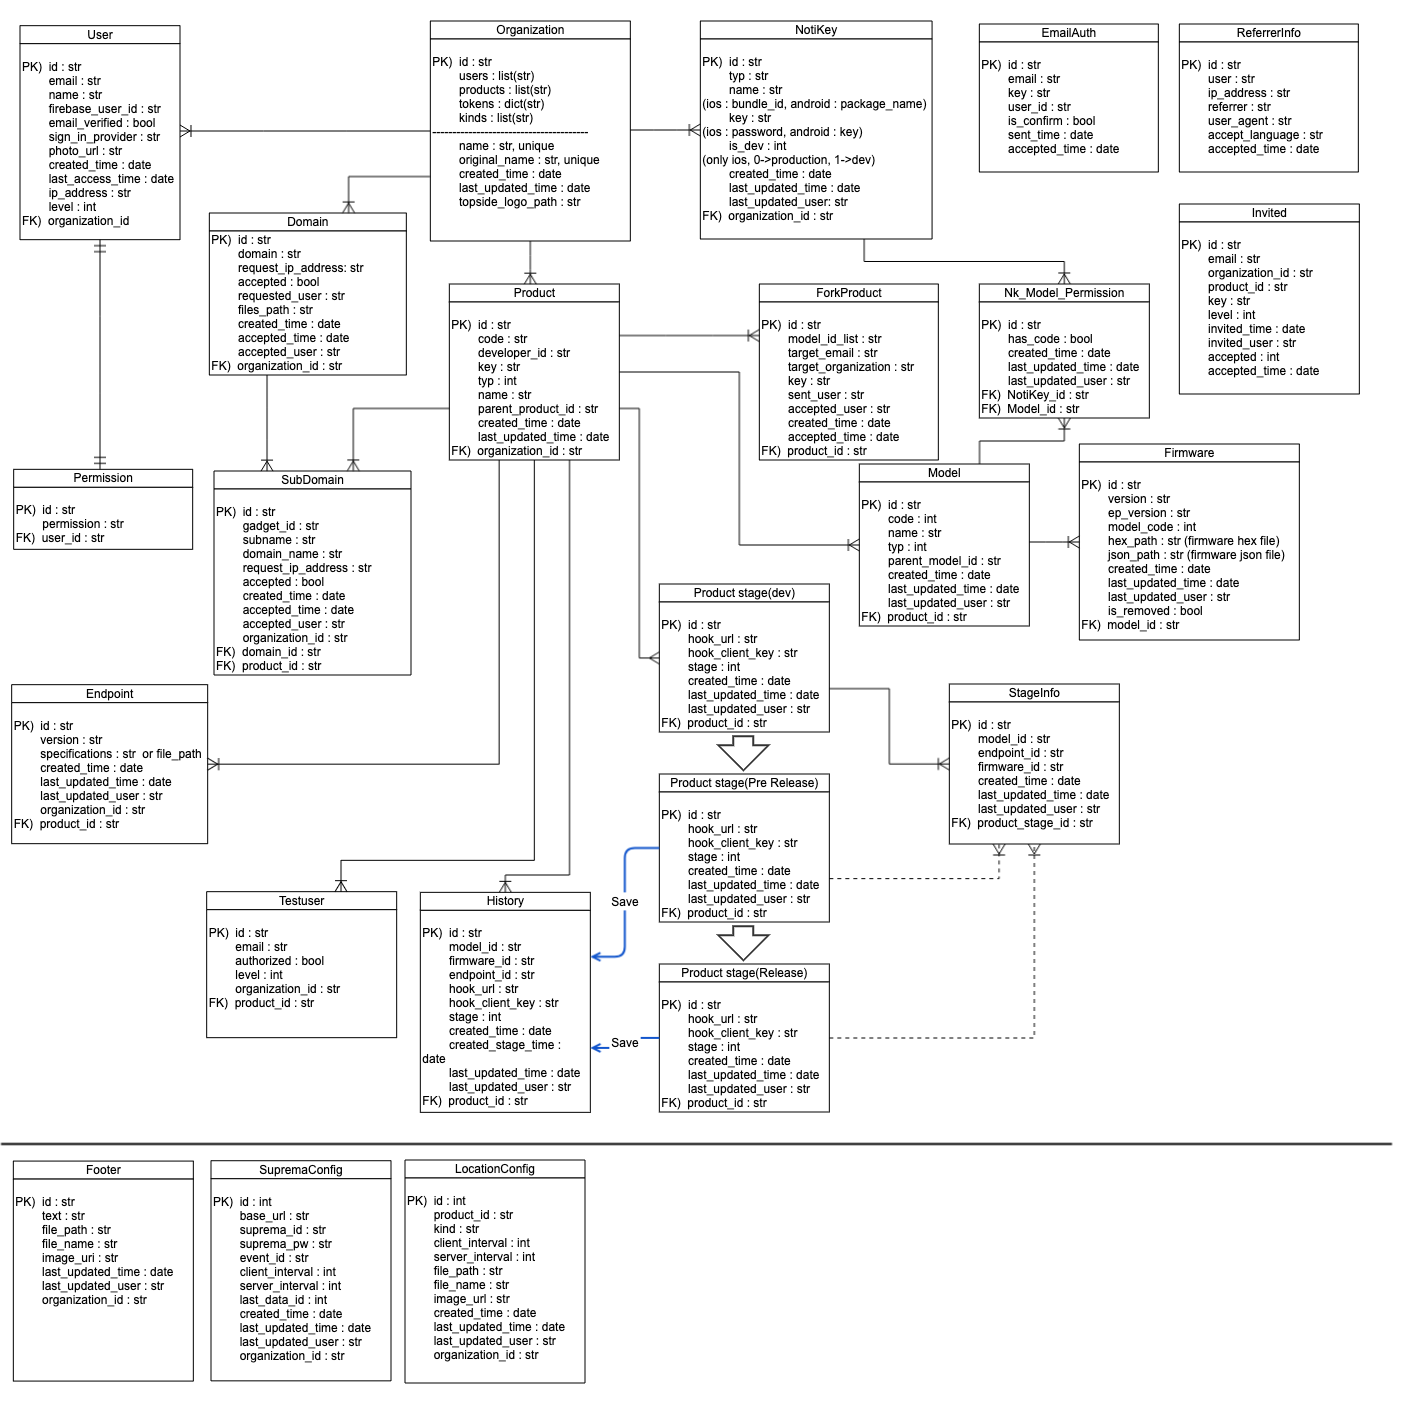 User
PK) id : str
email : str
name : str
firebase_user_id : str
email_verified : bool
sign_in_provider : str
photo_url : str
created_time : date
last_access_time : date
ip_address : str
level : int
FK) organization_id
Organization
PK) id : str
users : list(str)
products : list(str)
tokens : dict(str)
kinds : list(str)
---------------------------------------
name : str, unique
original_name : str, unique
created_time : date
last_updated_time : date
topside_logo_path : str
NotiKey
PK) id : str
typ : str
name : str
(ios : bundle_id, android : package_name)
key : str
(ios : password, android : key)
is_dev : int
(only ios, 0->production, 1->dev)
created_time : date
last_updated_time : date
last_updated_user: str
FK) organization_id : str
EmailAuth
PK) id : str
email : str
key : str
user_id : str
is_confirm : bool
sent_time : date
accepted_time : date
ReferrerInfo
PK) id : str
user : str
ip_address : str
referrer : str
user_agent : str
accept_language : str
accepted_time : date
Domain
PK) id : str
domain : str
request_ip_address: str
accepted : bool
requested_user : str
files_path : str
created_time : date
accepted_time : date
accepted_user : str
FK) organization_id : str
Invited
PK) id : str
email : str
organization_id : str
product_id : str
key : str
level : int
invited_time : date
invited_user : str
accepted : int
accepted_time : date
Product
PK) id : str
code : str
developer_id : str
key : str
typ : int
name : str
parent_product_id : str
created_time : date
last_updated_time : date
FK) organization_id : str
ForkProduct
PK) id : str
model_id_list : str
target_email : str
target_organization : str
key : str
sent_user : str
accepted_user : str
created_time : date
accepted_time : date
FK) product_id : str
Nk_Model_Permission
PK) id : str
has_code : bool
created_time : date
last_updated_time : date
last_updated_user : str
FK) NotiKey_id : str
FK) Model_id : str
Permission
PK) id : str
permission : str
FK) user_id : str
SubDomain
PK) id : str
gadget_id : str
subname : str
domain_name : str
request_ip_address : str
accepted : bool
created_time : date
accepted_time : date
accepted_user : str
organization_id : str
FK) domain_id : str
FK) product_id : str
Model
PK) id : str
code : int
name : str
typ : int
parent_model_id : str
created_time : date
last_updated_time : date
last_updated_user : str
FK) product_id : str
Firmware
PK) id : str
version : str
ep_version : str
model_code : int
hex_path : str (firmware hex file)
json_path : str (firmware json file)
created_time : date
last_updated_time : date
last_updated_user : str
is_removed : bool
FK) model_id : str
Product stage(dev)
PK) id : str
hook_url : str
hook_client_key : str
stage : int
created_time : date
last_updated_time : date
last_updated_user : str
FK) product_id : str
Endpoint
PK) id : str
version : str
specifications : str or file_path
created_time : date
last_updated_time : date
last_updated_user : str
organization_id : str
FK) product_id : str
StageInfo
PK) id : str
model_id : str
endpoint_id : str
firmware_id : str
created_time : date
last_updated_time : date
last_updated_user : str
FK) product_stage_id : str
Product stage(Pre Release)
PK) id : str
hook_url : str
hook_client_key : str
stage : int
created_time : date
last_updated_time : date
last_updated_user : str
FK) product_id : str
Save
Testuser
PK) id : str
email : str
authorized : bool
level : int
organization_id : str
FK) product_id : str
History
PK) id : str
model_id : str
firmware_id : str
endpoint_id : str
hook_url : str
hook_client_key : str
stage : int
created_time : date
created_stage_time :
date
last_updated_time : date
last_updated_user : str
FK) product_id : str
Save
Product stage(Release)
PK) id : str
hook_url : str
hook_client_key : str
stage : int
created_time : date
last_updated_time : date
last_updated_user : str
FK) product_id : str
Footer
PK) id : str
text : str
file_path : str
file_name : str
image_uri : str
last_updated_time : date
last_updated_user : str
organization_id : str
SupremaConfig
PK) id : int
base_url : str
suprema_id : str
suprema_pw : str
event_id : str
client_interval : int
server_interval : int
last_data_id : int
created_time : date
last_updated_time : date
last_updated_user : str
organization_id : str
LocationConfig
PK) id : int
product_id : str
kind : str
client_interval : int
server_interval : int
file_path : str
file_name : str
image_url : str
created_time : date
last_updated_time : date
last_updated_user : str
organization_id : str